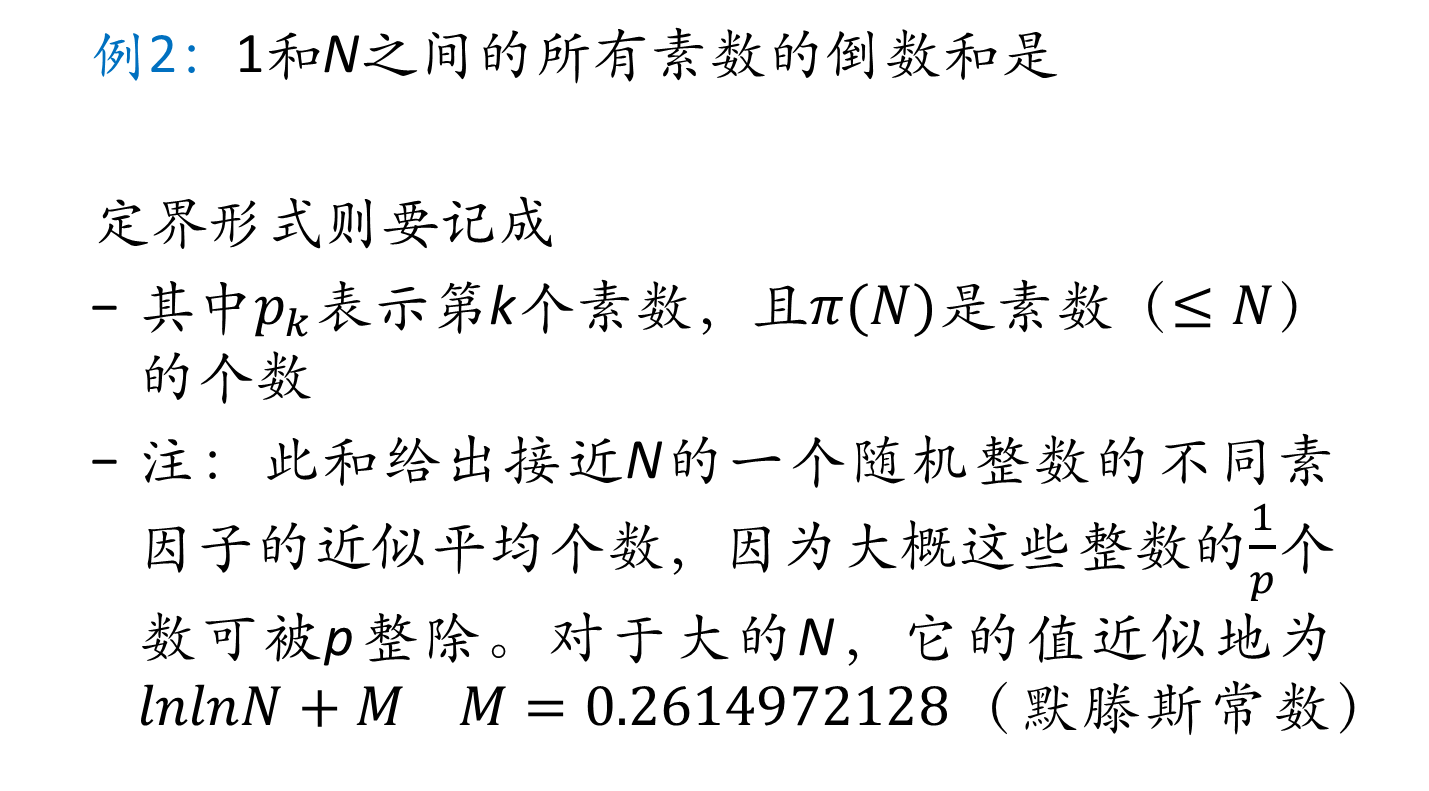 例2：1和N之间的所有素数的倒数和是
定界形式则要记成
– 其中p_k表示第k个素数，且π(N)是素数（≤ N）
的个数
– 注：此和给出接近N的一个随机整数的不同素
因子的近似平均个数，因为大概这些整数的1/p个
数可被p整除。对于大的N，它的值近似地为
lnlnN + M M = 0.2614972128（默滕斯常数）